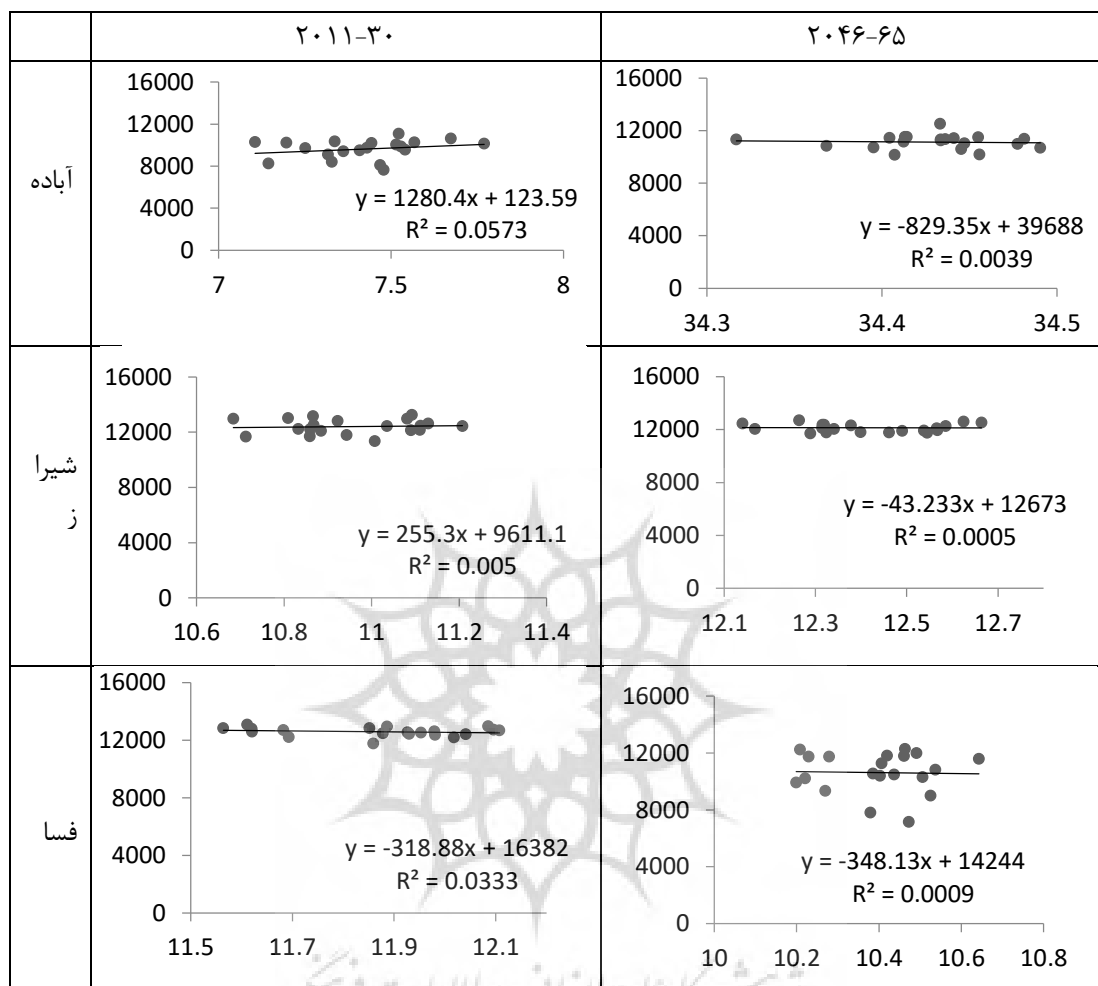 ۲۰۱۱-۳۰ ۲۰۴۶-۶۵
آباده
16000
12000
8000
4000
0
7 7.5 8
y = 1280.4x + 123.59
R² = 0.0573
16000
12000
8000
4000
0
34.3 34.4 34.5
y = -829.35x + 39688
R² = 0.0039
شیرا
ز
16000
12000
8000
4000
0
10.6 10.8 11 11.2 11.4
y = 255.3x + 9611.1
R² = 0.005
16000
12000
8000
4000
0
12.1 12.3 12.5 12.7
y = -43.233x + 12673
R² = 0.0005
فسا
16000
12000
8000
4000
0
11.5 11.7 11.9 12.1
y = -318.88x + 16382
R² = 0.0333
16000
12000
8000
4000
0
10 10.2 10.4 10.6 10.8
y = -348.13x + 14244
R² = 0.0009